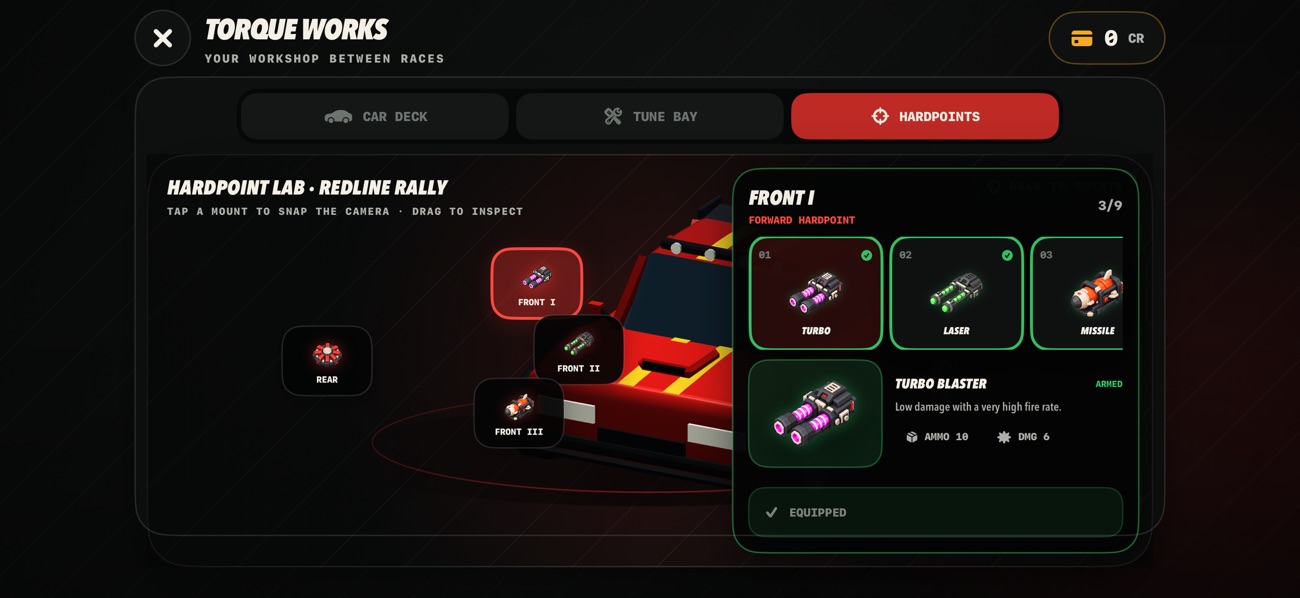 TORQUE WORKS
YOUR WORKSHOP BETWEEN RACES
0 CR
CAR DECK
TUNE BAY
HARDPOINTS
HARDPOINT LAB · REDLINE RALLY
TAP A MOUNT TO SNAP THE CAMERA · DRAG TO INSPECT
FRONT I
FRONT II
REAR
FRONT III
FRONT I
3/9
FORWARD HARDPOINT
01
02
03
TURBO
LASER
MISSILE
TURBO BLASTER
ARMED
Low damage with a very high fire rate.
AMMO 10
DMG 6
EQUIPPED